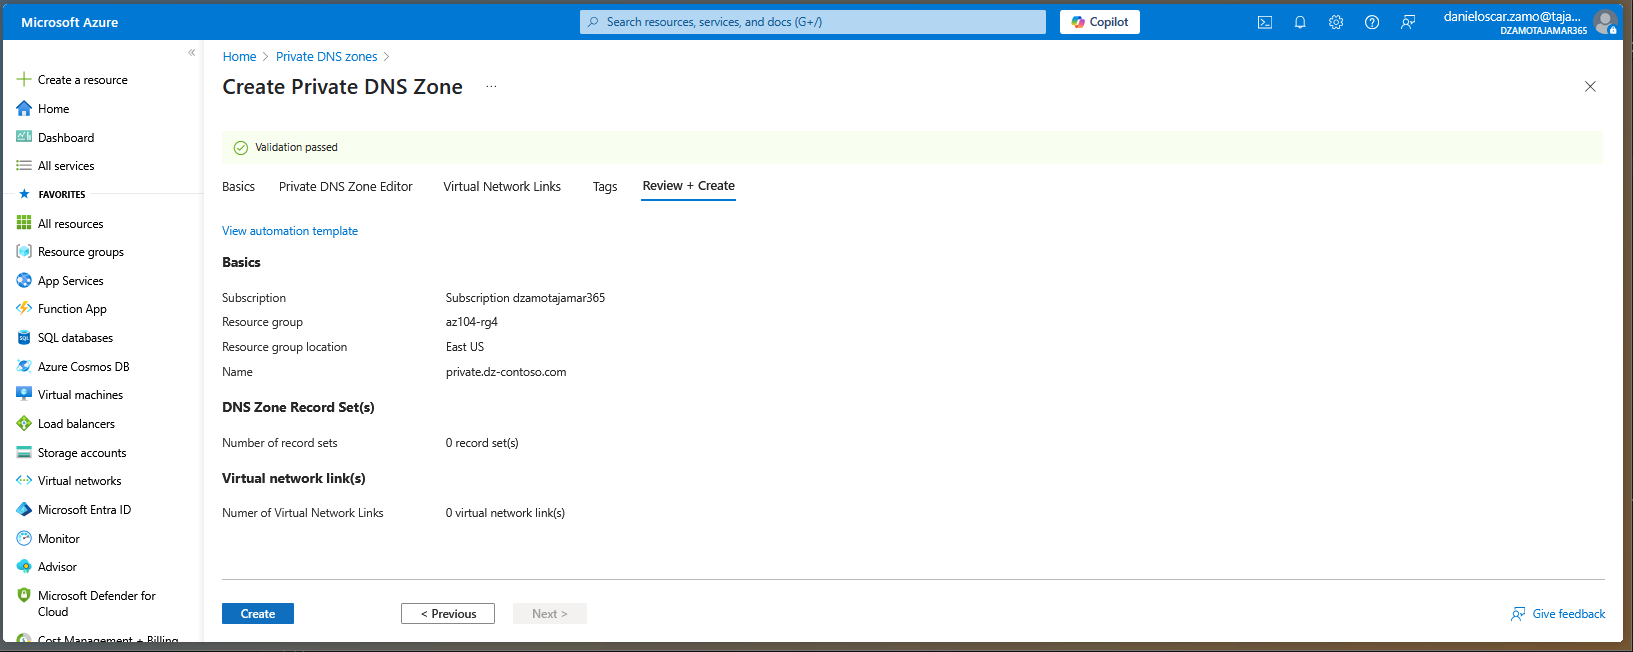 Microsoft Azure
Search resources, services, and docs (G+/)
Copilot
danieloscar.zamo@taja...
DZAMOTAJAMAR365
«
Create a resource
Home
Dashboard
All services
FAVORITES
All resources
Resource groups
App Services
Function App
SQL databases
Azure Cosmos DB
Virtual machines
Load balancers
Storage accounts
Virtual networks
Microsoft Entra ID
Monitor
Advisor
Microsoft Defender for
Cloud
Cost Management + Billing
Home > Private DNS zones >
Create Private DNS Zone ...
Validation passed
Basics Private DNS Zone Editor Virtual Network Links Tags Review + Create
View automation template
Basics
Subscription Subscription dzamotajamar365
Resource group az104-rg4
Resource group location East US
Name private.dz-contoso.com
DNS Zone Record Set(s)
Number of record sets 0 record set(s)
Virtual network link(s)
Numer of Virtual Network Links 0 virtual network link(s)
Create < Previous Next > Give feedback